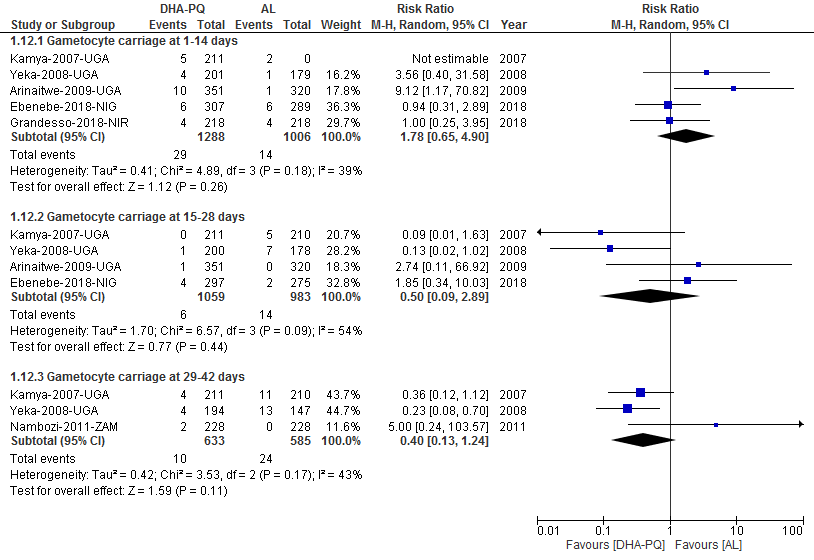 DHA-PQ AL Risk Ratio Risk Ratio
Study or Subgroup Events Total Events Total Weight M-H, Random, 95% CI Year M-H, Random, 95% CI
1.12.1 Gametocyte carriage at 1-14 days
Kamya-2007-UGA 5 211 2 0 Not estimable 2007
Yeka-2008-UGA 4 201 1 179 16.2% 3.56 [0.40, 31.58] 2008
Arinaitwe-2009-UGA 10 351 1 320 17.8% 9.12 [1.17, 70.82] 2009
Ebenebe-2018-NIG 6 307 6 289 36.3% 0.94 [0.31, 2.89] 2018
Grandesso-2018-NIR 4 218 4 218 29.7% 1.00 [0.25, 3.95] 2018
Subtotal (95% CI) 1288 1006 100.0% 1.78 [0.65, 4.90]
Total events 29 14
Heterogeneity: Tau² = 0.41; Chi² = 4.89, df = 3 (P = 0.18); I² = 39%
Test for overall effect: Z = 1.12 (P = 0.26)
1.12.2 Gametocyte carriage at 15-28 days
Kamya-2007-UGA 0 211 5 210 20.7% 0.09 [0.01, 1.63] 2007
Yeka-2008-UGA 1 200 7 178 28.2% 0.13 [0.02, 1.02] 2008
Arinaitwe-2009-UGA 1 351 0 320 18.3% 2.74 [0.11, 66.92] 2009
Ebenebe-2018-NIG 4 297 2 275 32.8% 1.85 [0.34, 10.03] 2018
Subtotal (95% CI) 1059 983 100.0% 0.50 [0.09, 2.89]
Total events 6 14
Heterogeneity: Tau² = 1.70; Chi² = 6.57, df = 3 (P = 0.09); I² = 54%
Test for overall effect: Z = 0.77 (P = 0.44)
1.12.3 Gametocyte carriage at 29-42 days
Kamya-2007-UGA 4 211 11 210 43.7% 0.36 [0.12, 1.12] 2007
Yeka-2008-UGA 4 194 13 147 44.7% 0.23 [0.08, 0.70] 2008
Nambozi-2011-ZAM 2 228 0 228 11.6% 5.00 [0.24, 103.57] 2011
Subtotal (95% CI) 633 585 100.0% 0.40 [0.13, 1.24]
Total events 10 24
Heterogeneity: Tau² = 0.42; Chi² = 3.53, df = 2 (P = 0.17); I² = 43%
Test for overall effect: Z = 1.59 (P = 0.11)
0.01 0.1 1 10 100
Favours [DHA-PQ] Favours [AL]